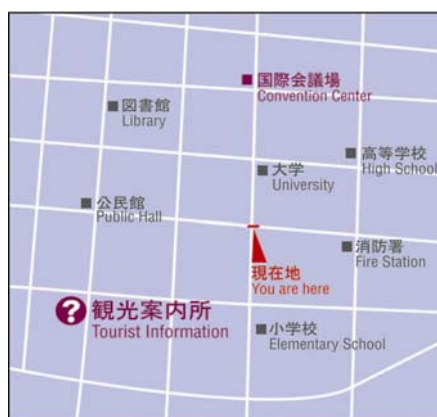 国際会議場
Convention Center
図書館
Library
高等学校
High School
大学
University
公民館
Public Hall
消防署
Fire Station
現在地
You are here
?
観光案内所
Tourist Information
小学校
Elementary School